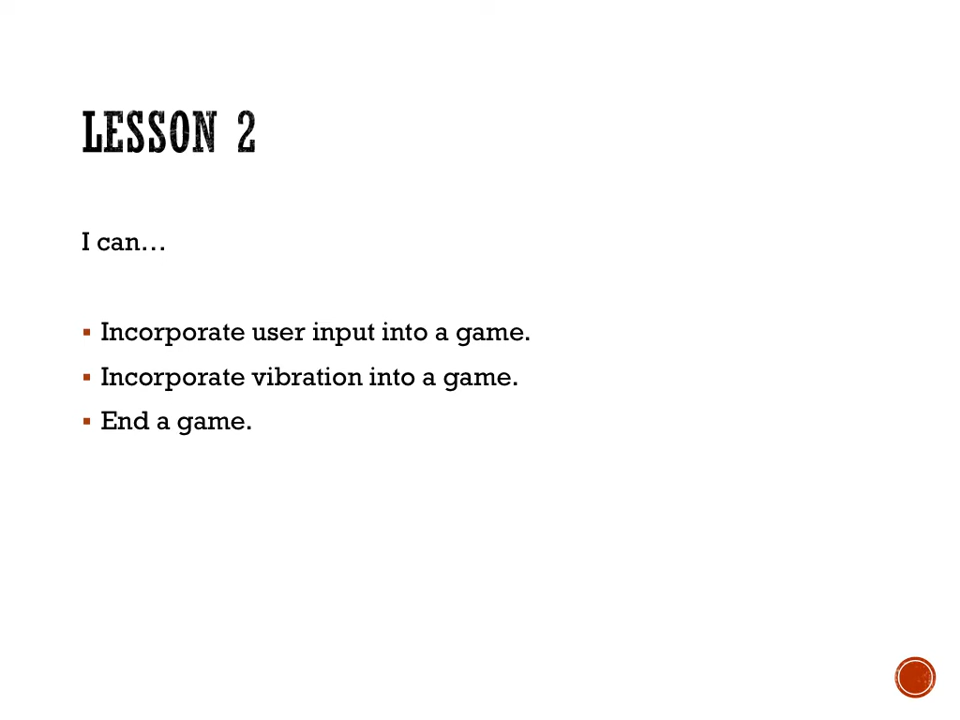 LESSON 2
I can…
▪ Incorporate user input into a game.
▪ Incorporate vibration into a game.
▪ End a game.